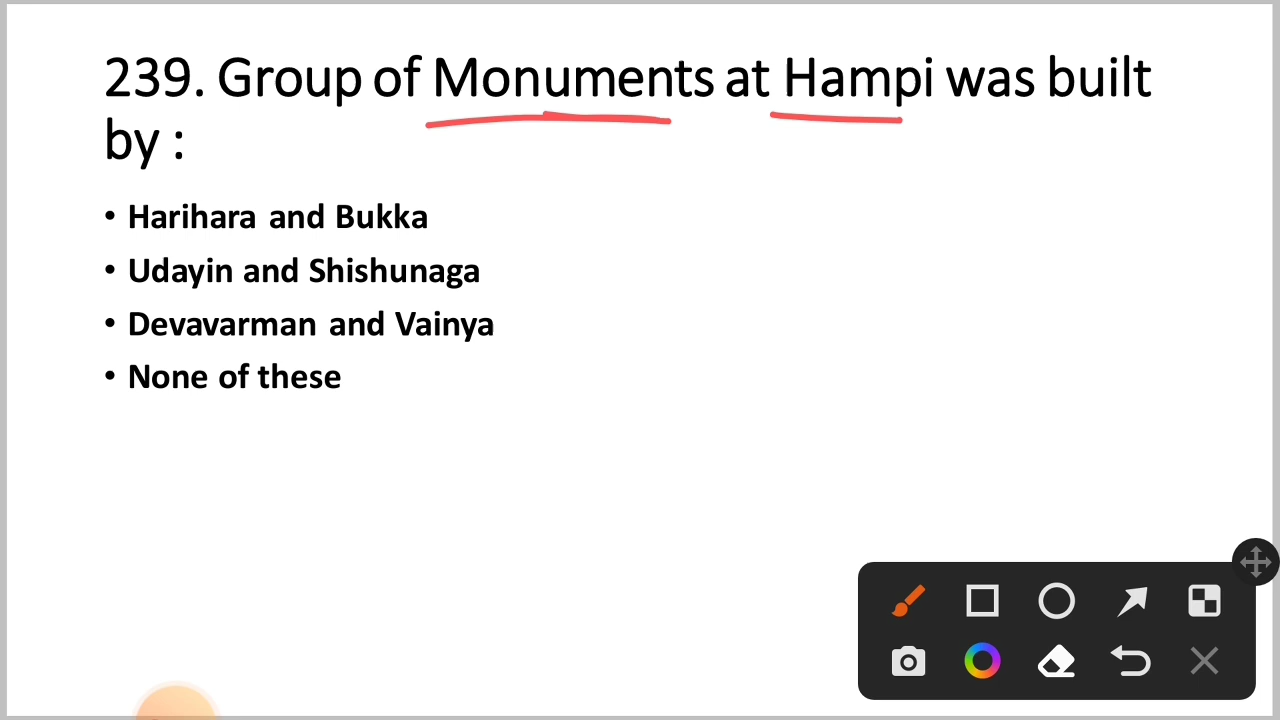 239. Group of Monuments at Hampi was built
by :
• Harihara and Bukka
• Udayin and Shishunaga
• Devavarman and Vainya
• None of these